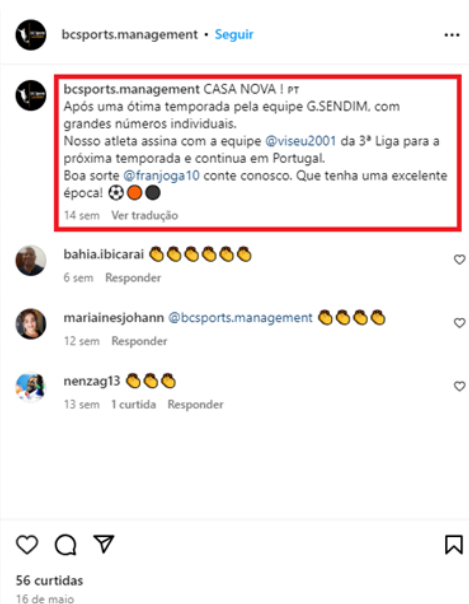 bcsports.management • Seguir
bcsports.management CASA NOVA ! PT
Após uma ótima temporada pela equipe G.SENDIM, com
grandes números individuais.
Nosso atleta assina com a equipe @viseu2001 da 3ª Liga para a
próxima temporada e continua em Portugal.
Boa sorte @franjoga10 conte conosco. Que tenha uma excelente
época! ⚽🟠⚫
14 sem Ver tradução
bahia.ibicarai 👏👏👏👏👏👏
6 sem Responder
mariainesjohann @bcsports.management 👏👏👏👏
12 sem Responder
nenzag13 👏👏👏
13 sem 1 curtida Responder
56 curtidas
16 de maio